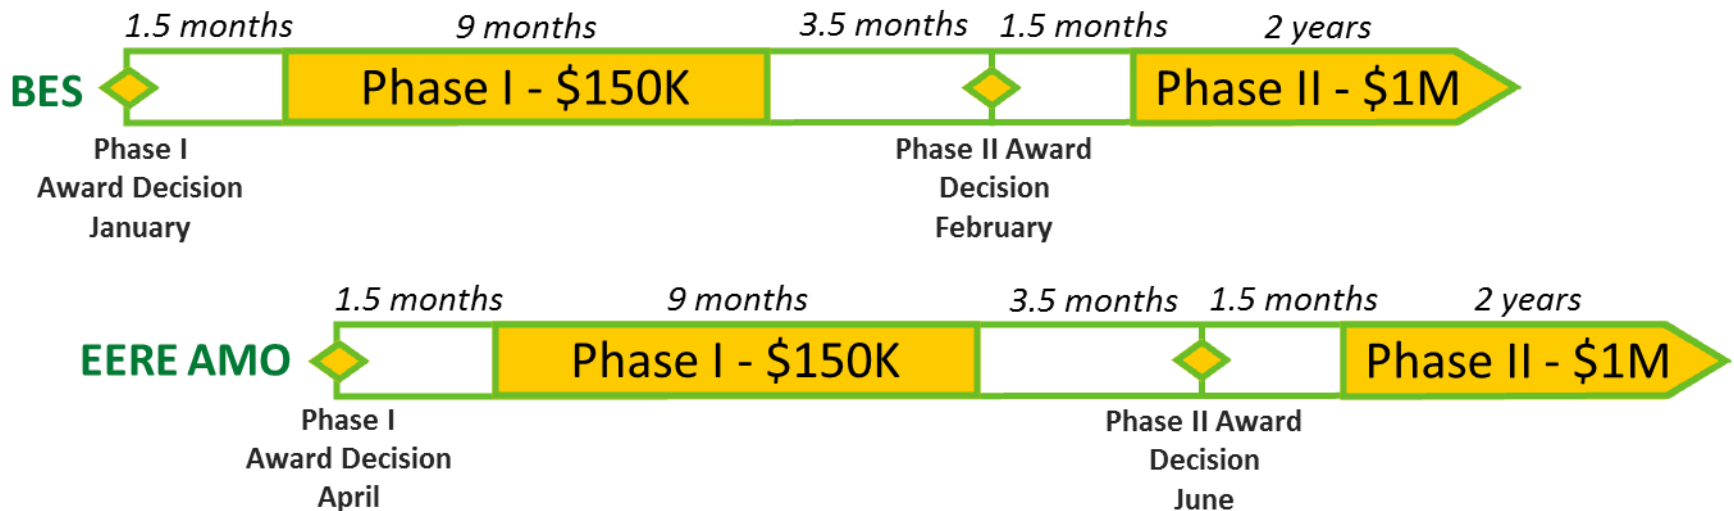 1.5 months 9 months 3.5 months 1.5 months 2 years
BES Phase I - $150K Phase II - $1M
Phase I Phase II Award
Award Decision Decision
January February
1.5 months 9 months 3.5 months 1.5 months 2 years
EERE AMO Phase I - $150K Phase II - $1M
Phase I Phase II Award
Award Decision Decision
April June